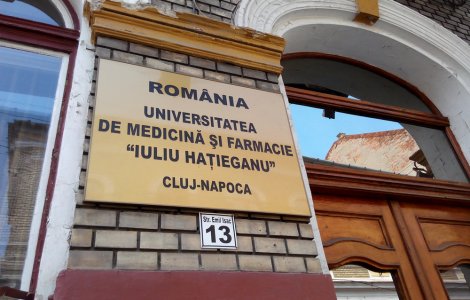 ROMÂNIA
UNIVERSITATEA
DE MEDICINĂ ŞI FARMACIE
“IULIU HAŢIEGANU”
CLUJ-NAPOCA
Str. Emil Isac
13